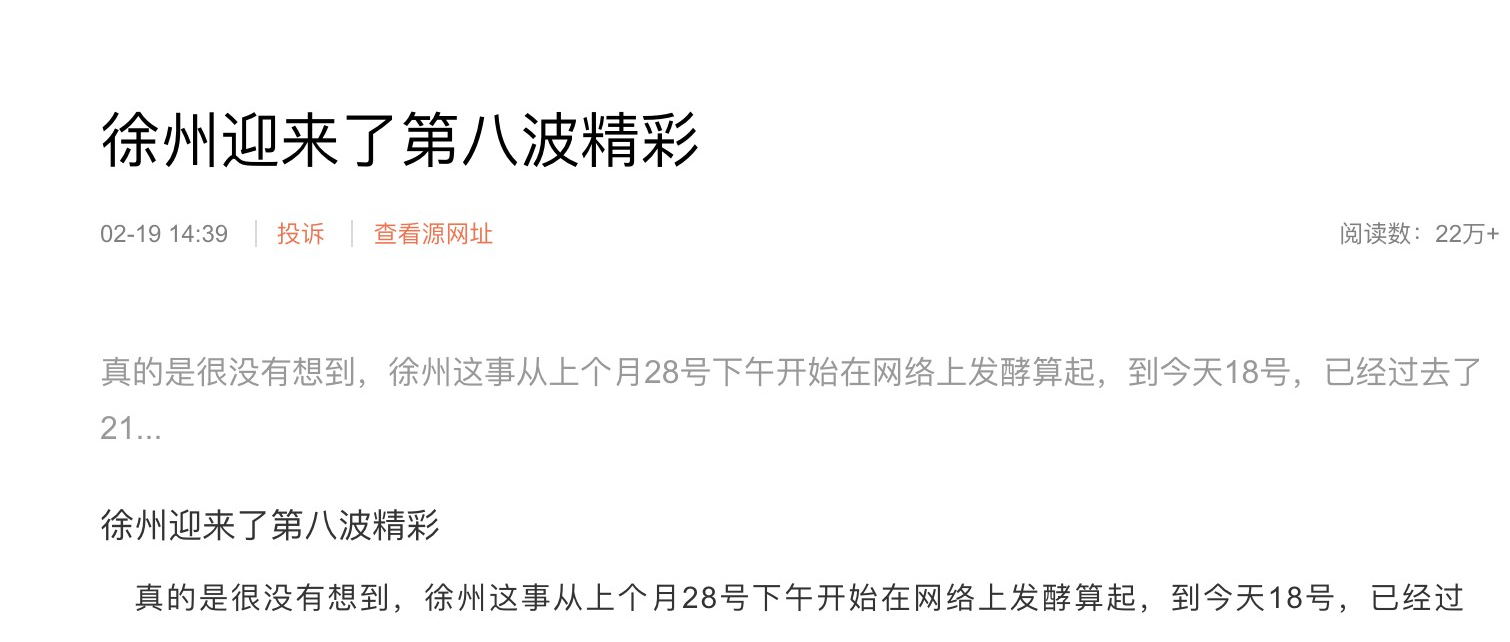 徐州迎来了第八波精彩
02-19 14:39 投诉 查看源网址 阅读数：22万+
真的是很没有想到，徐州这事从上个月28号下午开始在网络上发酵算起，到今天18号，已经过去了
21...
徐州迎来了第八波精彩
真的是很没有想到，徐州这事从上个月28号下午开始在网络上发酵算起，到今天18号，已经过